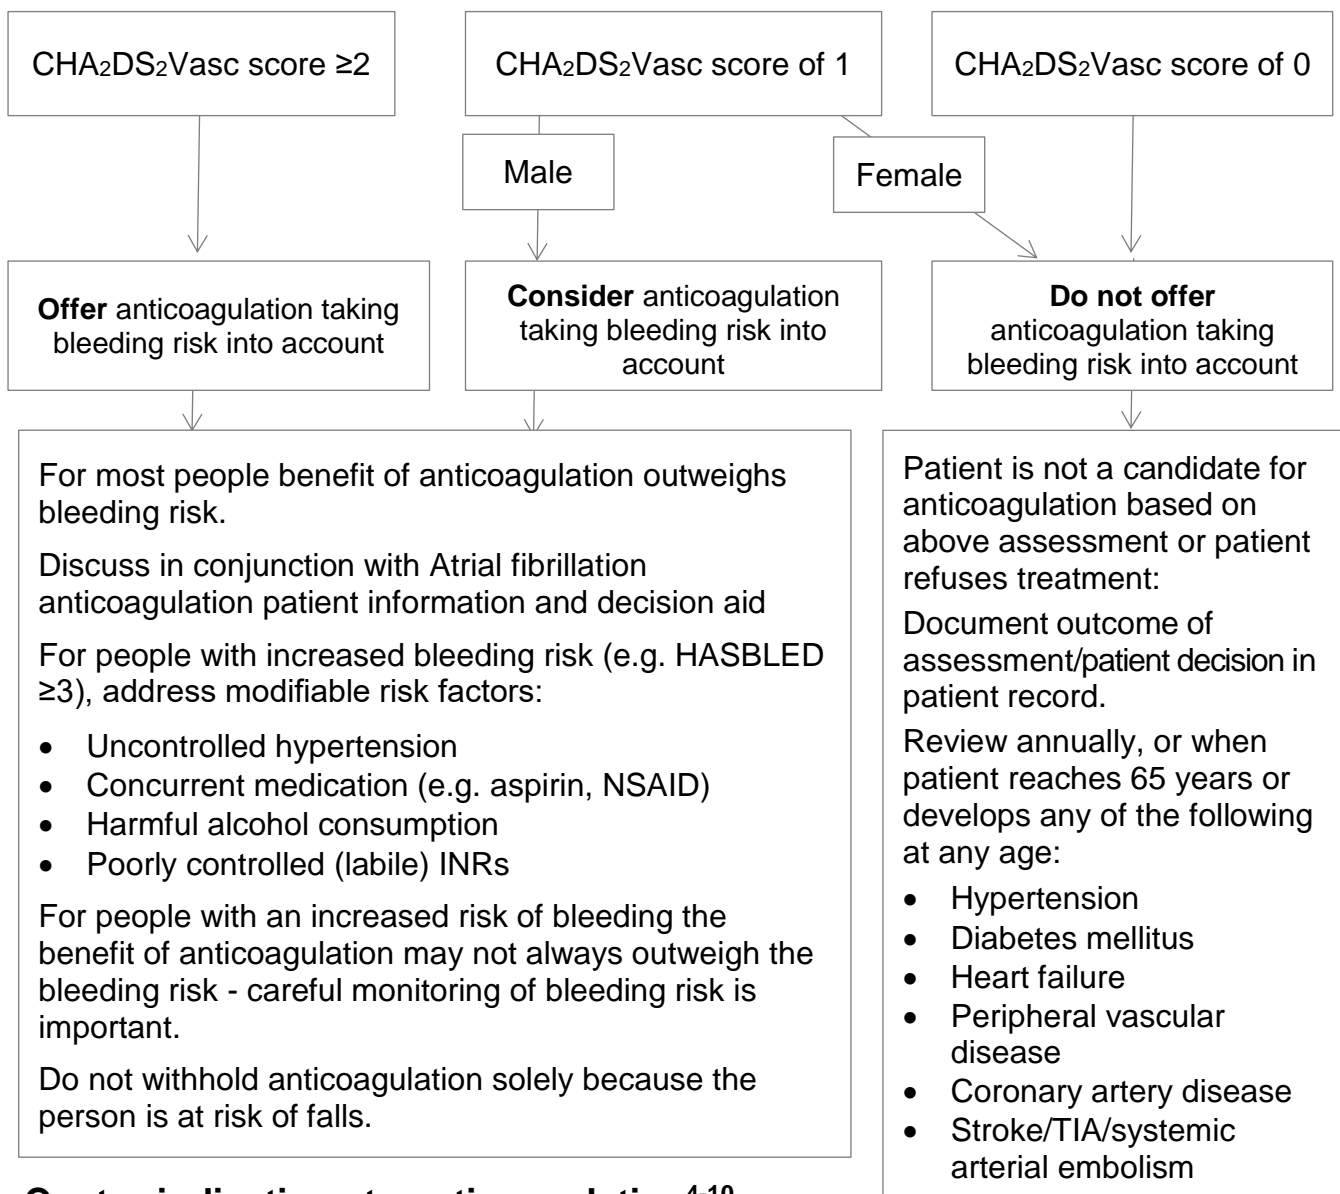 CHA2DS2Vasc score ≥2
CHA2DS2Vasc score of 1
CHA2DS2Vasc score of 0
Male
Female
Offer anticoagulation taking
bleeding risk into account
Consider anticoagulation
taking bleeding risk into
account
Do not offer
anticoagulation taking
bleeding risk into account
For most people benefit of anticoagulation outweighs
bleeding risk.
Discuss in conjunction with Atrial fibrillation
anticoagulation patient information and decision aid
For people with increased bleeding risk (e.g. HASBLED
≥3), address modifiable risk factors:
• Uncontrolled hypertension
• Concurrent medication (e.g. aspirin, NSAID)
• Harmful alcohol consumption
• Poorly controlled (labile) INRs
For people with an increased risk of bleeding the
benefit of anticoagulation may not always outweigh the
bleeding risk - careful monitoring of bleeding risk is
important.
Do not withhold anticoagulation solely because the
person is at risk of falls.
Patient is not a candidate for
anticoagulation based on
above assessment or patient
refuses treatment:
Document outcome of
assessment/patient decision in
patient record.
Review annually, or when
patient reaches 65 years or
develops any of the following
at any age:
• Hypertension
• Diabetes mellitus
• Heart failure
• Peripheral vascular
disease
• Coronary artery disease
• Stroke/TIA/systemic
arterial embolism